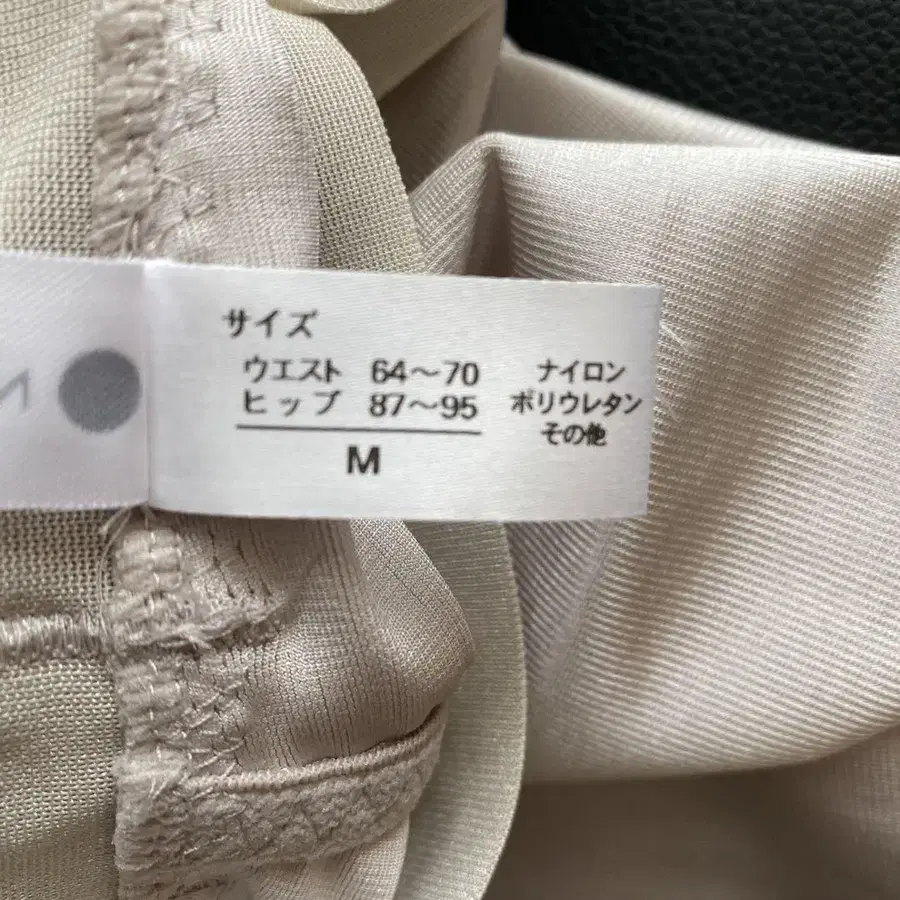 サイズ
ウエスト 64〜70
ヒップ 87〜95
M
ナイロン
ポリウレタン
その他